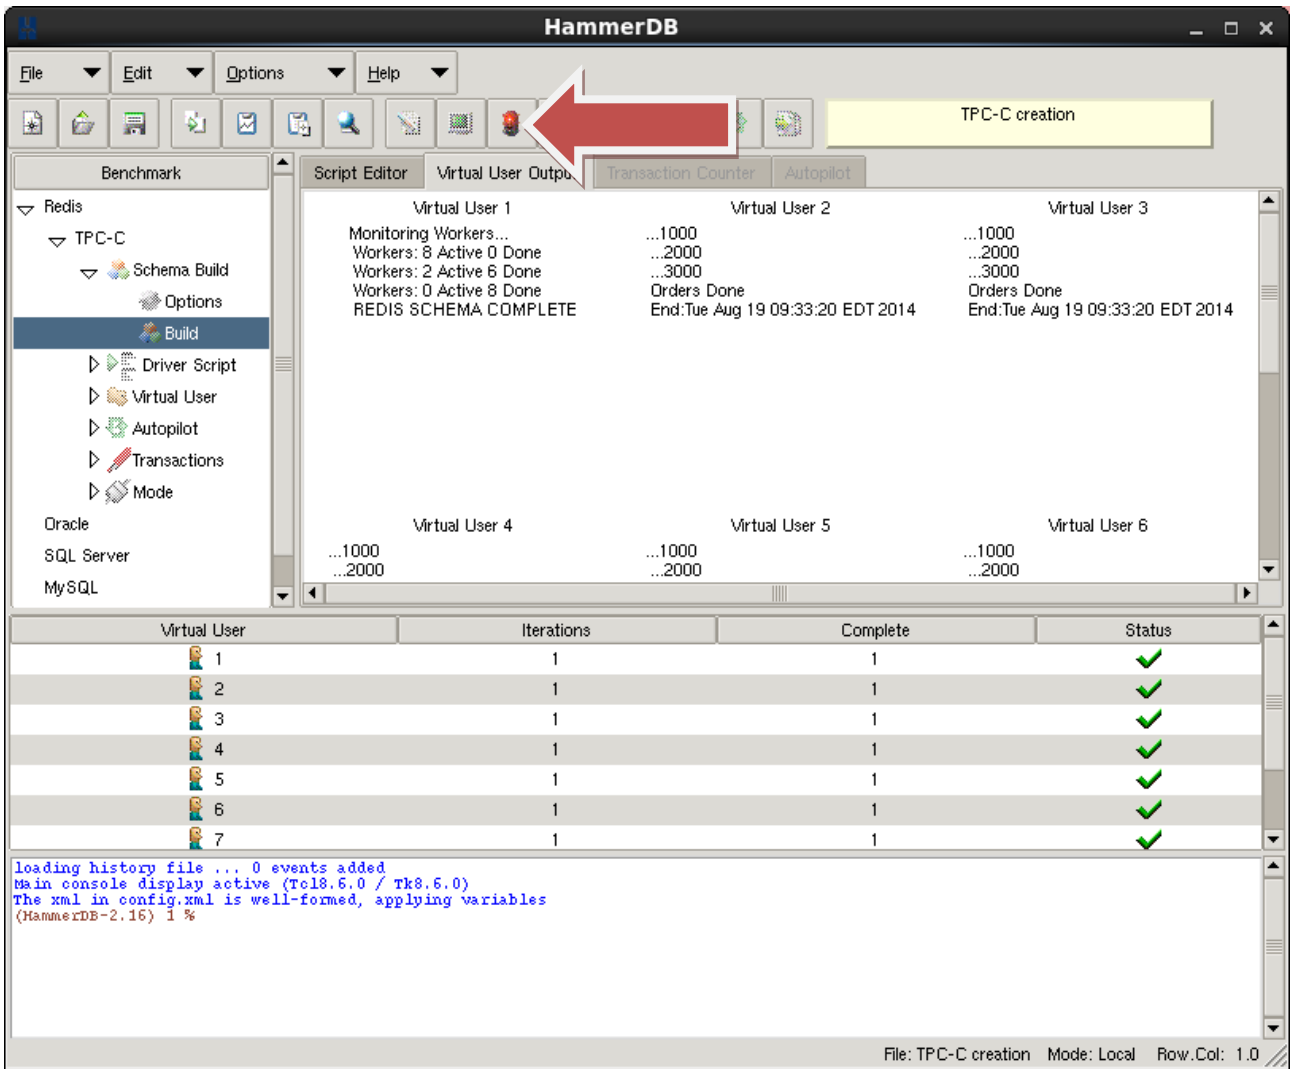 HammerDB
File Edit Options Help
TPC-C creation
Benchmark
Script Editor Virtual User Outpu Transaction Counter Autopilot
Redis
TPC-C
Schema Build
Options
Build
Driver Script
Virtual User
Autopilot
Transactions
Mode
Oracle
SQL Server
MySQL
Virtual User 1 Virtual User 2 Virtual User 3
Monitoring Workers... ...1000 ...1000
Workers: 8 Active 0 Done ...2000 ...2000
Workers: 2 Active 6 Done ...3000 ...3000
Workers: 0 Active 8 Done Orders Done Orders Done
REDIS SCHEMA COMPLETE End:Tue Aug 19 09:33:20 EDT 2014 End:Tue Aug 19 09:33:20 EDT 2014
Virtual User 4 Virtual User 5 Virtual User 6
...1000 ...1000 ...1000
...2000 ...2000 ...2000
Virtual User Iterations Complete Status
1 1 1
2 1 1
3 1 1
4 1 1
5 1 1
6 1 1
7 1 1
loading history file ... 0 events added
Main console display active (Tcl8.6.0 / Tk8.6.0)
The xml in config.xml is well-formed, applying variables
(HammerDB-2.16) 1 %
File: TPC-C creation Mode: Local Row.Col: 1.0